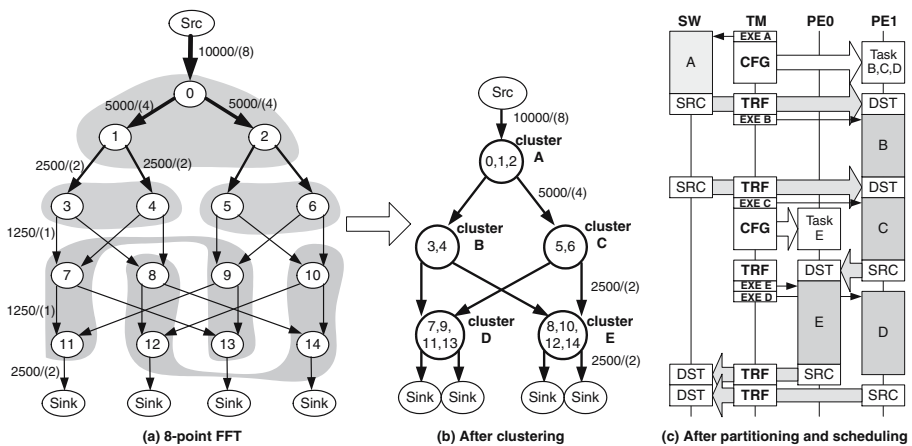 Src
10000/(8)
0
5000/(4)
5000/(4)
1
2
2500/(2)
2500/(2)
3
4
5
6
1250/(1)
7
8
9
10
1250/(1)
11
12
13
14
2500/(2)
Sink
Sink
Sink
Sink
(a) 8-point FFT
Src
10000/(8)
cluster
A
0,1,2
5000/(4)
cluster
B
3,4
cluster
C
5,6
2500/(2)
7,9,
11,13
cluster
D
8,10,
12,14
cluster
E
2500/(2)
Sink
Sink
Sink
Sink
(b) After clustering
SW
TM
PE0
PE1
EXE A
A
CFG
Task
B,C,D
SRC
TRF
DST
EXE B
B
SRC
TRF
DST
EXE C
CFG
Task
E
C
TRF
DST
SRC
EXE E
EXE D
E
D
DST
TRF
SRC
DST
TRF
SRC
(c) After partitioning and scheduling